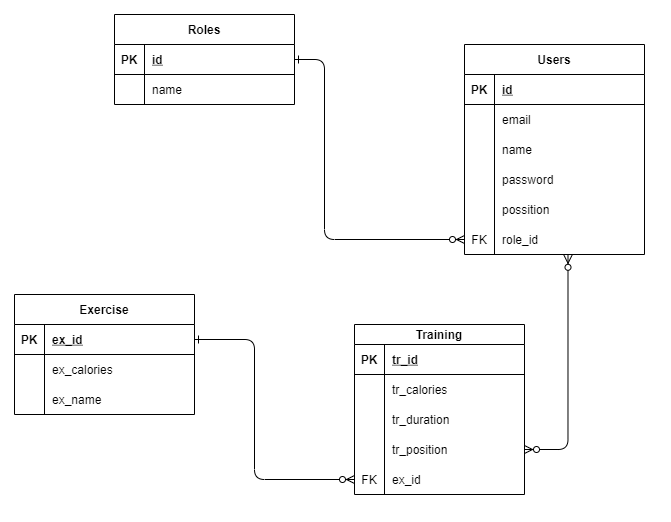 Roles
PK id
name
Users
PK id
email
name
password
possition
FK role_id
Exercise
PK ex_id
ex_calories
ex_name
Training
PK tr_id
tr_calories
tr_duration
tr_position
FK ex_id